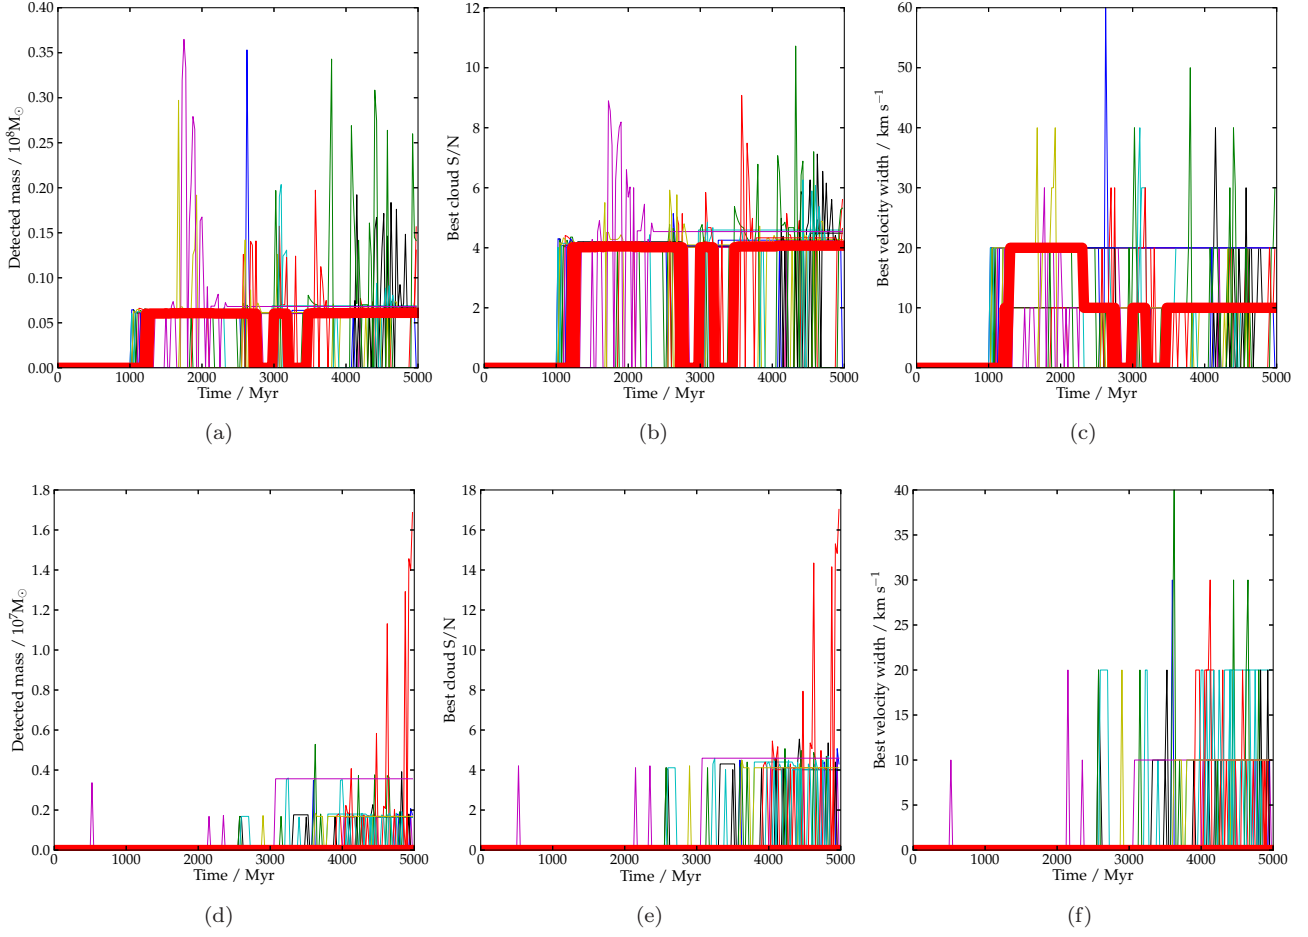 0.40
0.35
0.30
0.25
0.20
0.15
0.10
0.05
0.00
Detected mass / 10⁸M☉
0 1000 2000 3000 4000 5000
Time / Myr
(a)
12
10
8
6
4
2
0
Best cloud S/N
0 1000 2000 3000 4000 5000
Time / Myr
(b)
60
50
40
30
20
10
0
Best velocity width / km s⁻¹
0 1000 2000 3000 4000 5000
Time / Myr
(c)
1.8
1.6
1.4
1.2
1.0
0.8
0.6
0.4
0.2
0.0
Detected mass / 10⁷M☉
0 1000 2000 3000 4000 5000
Time / Myr
(d)
18
16
14
12
10
8
6
4
2
0
Best cloud S/N
0 1000 2000 3000 4000 5000
Time / Myr
(e)
40
35
30
25
20
15
10
5
0
Best velocity width / km s⁻¹
0 1000 2000 3000 4000 5000
Time / Myr
(f)